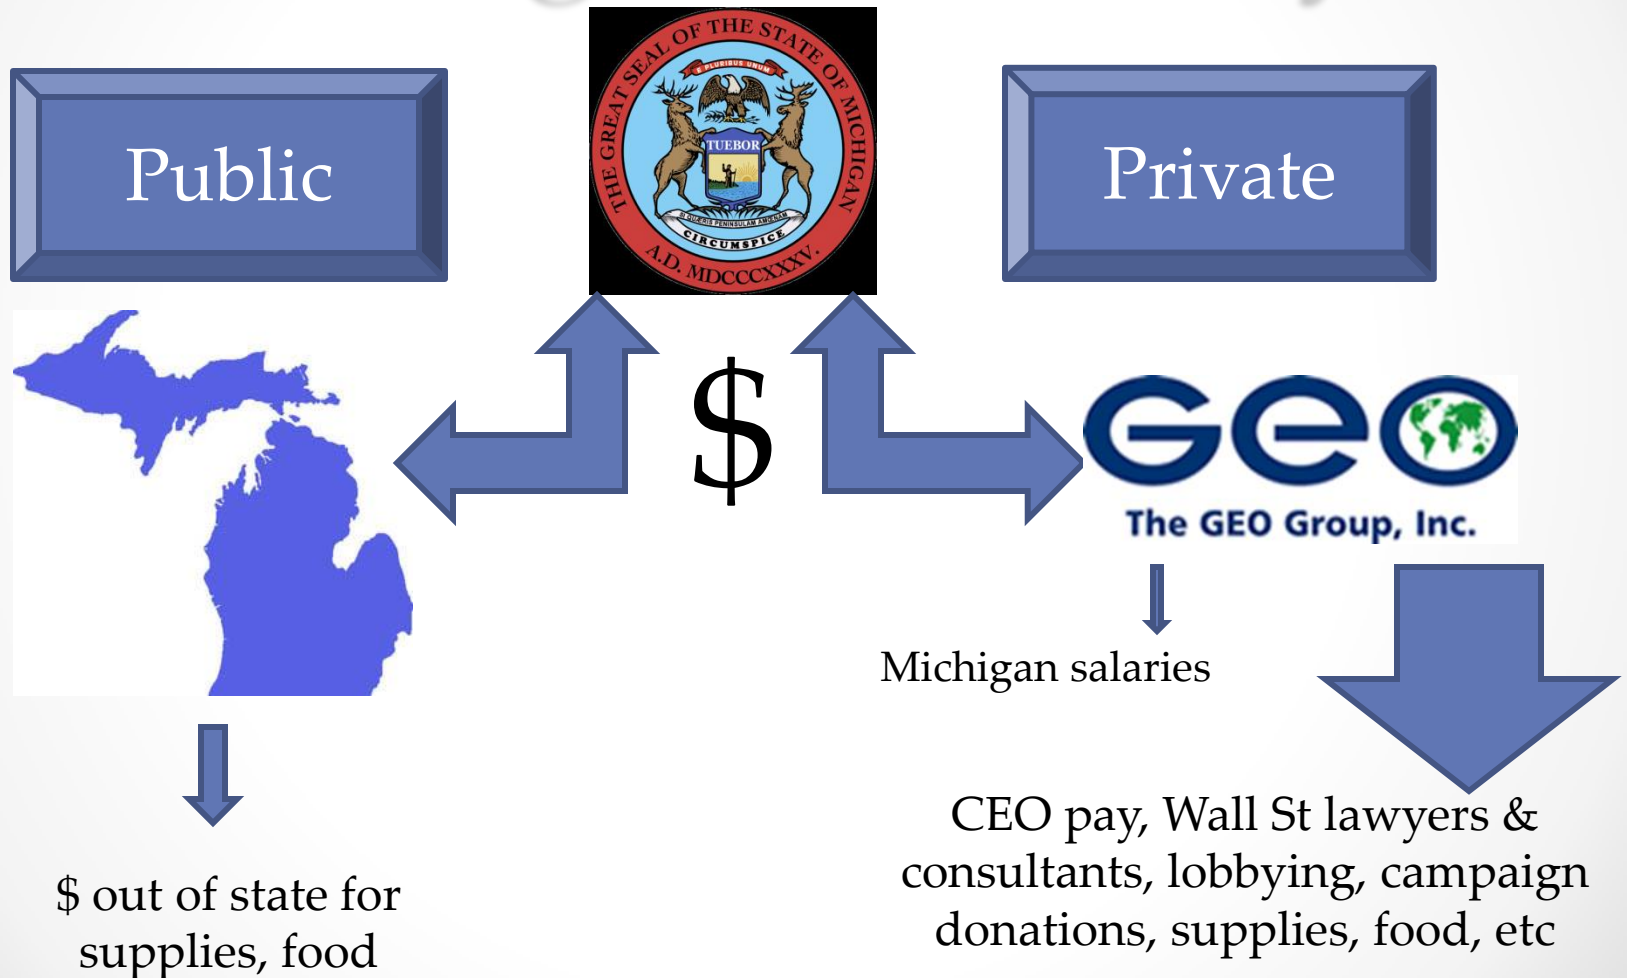 Public
THE GREAT SEAL OF THE STATE OF MICHIGAN
E PLURIBUS UNUM
TUEBOR
SI QUÆRIS PENINSULAM AMŒNAM
CIRCUMSPICE
A.D. MDCCCXXXV.
Private
$
GEO
The GEO Group, Inc.
Michigan salaries
$ out of state for
supplies, food
CEO pay, Wall St lawyers &
consultants, lobbying, campaign
donations, supplies, food, etc